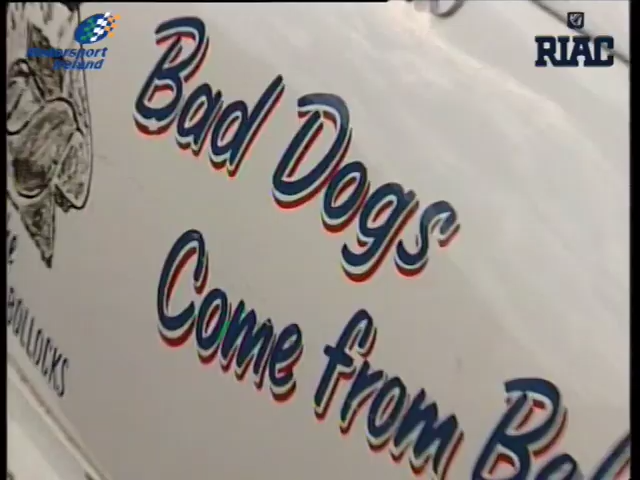 Motorsport
Ireland
RIAC
Bad Dogs
Come from
BOLLOCKS